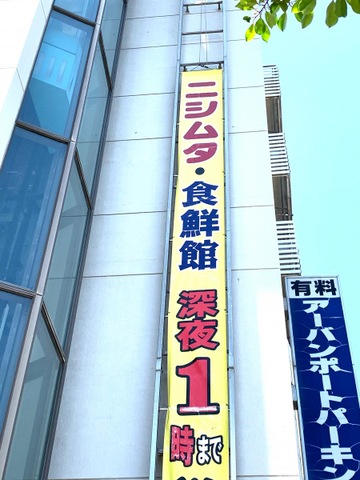 ニシムタ・食鮮館
深夜1時まで
有料
アーバンポートパーキン